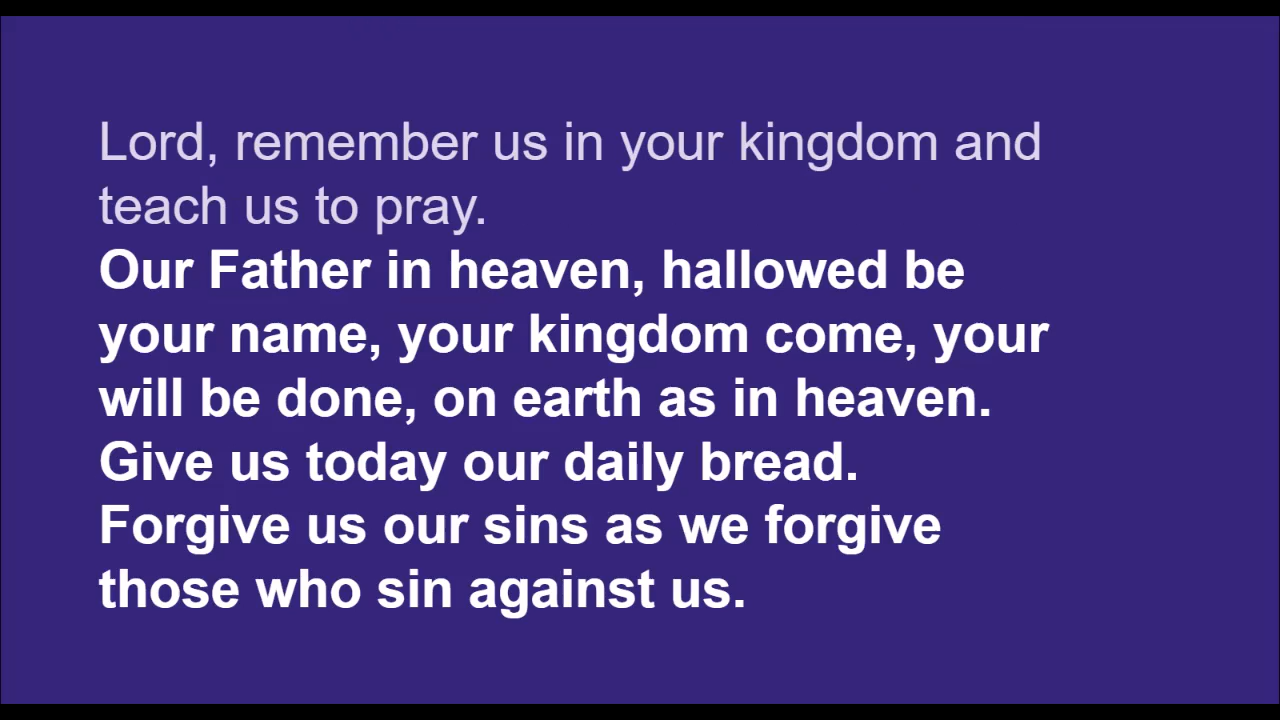 Lord, remember us in your kingdom and
teach us to pray.
Our Father in heaven, hallowed be
your name, your kingdom come, your
will be done, on earth as in heaven.
Give us today our daily bread.
Forgive us our sins as we forgive
those who sin against us.